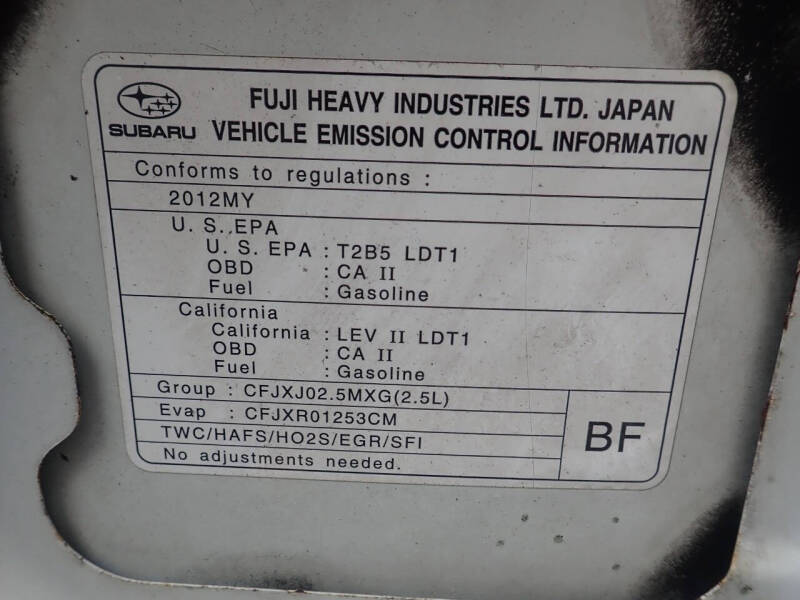 FUJI HEAVY INDUSTRIES LTD. JAPAN
SUBARU VEHICLE EMISSION CONTROL INFORMATION
Conforms to regulations :
2012MY
U. S. EPA
U. S. EPA : T2B5 LDT1
OBD : CA II
Fuel : Gasoline
California
California : LEV II LDT1
OBD : CA II
Fuel : Gasoline
Group : CFJXJ02.5MXG(2.5L)
Evap : CFJXR01253CM
TWC/HAFS/HO2S/EGR/SFI
No adjustments needed.
BF